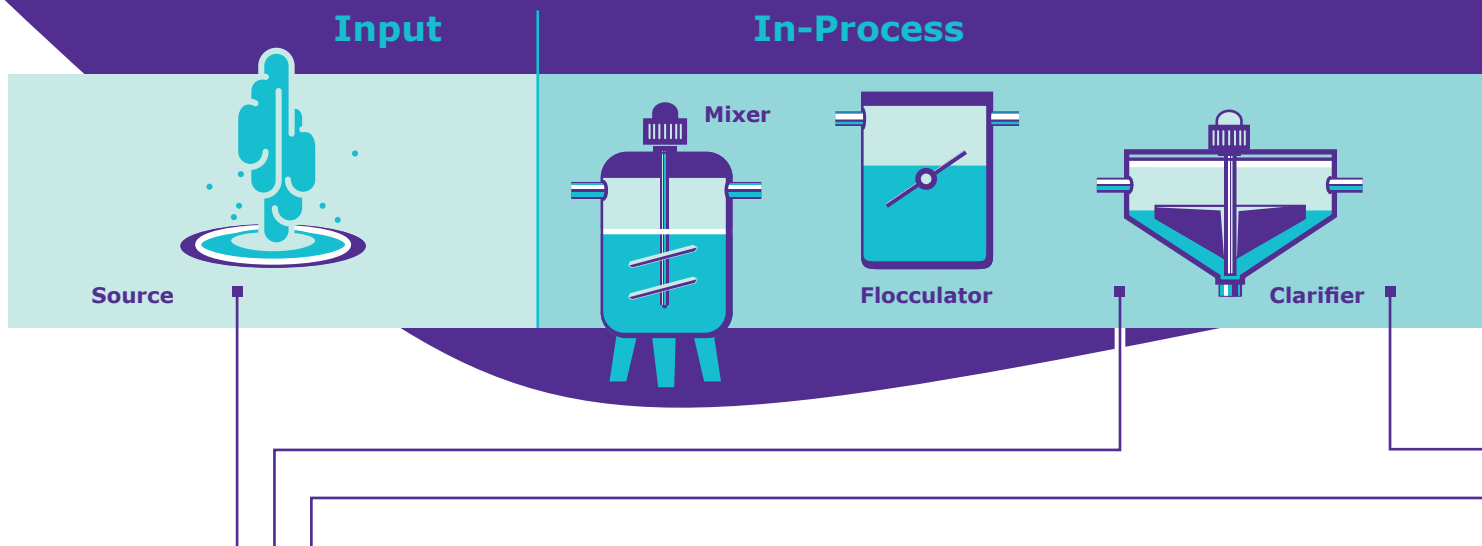 Input
In-Process
Mixer
Source
Flocculator
Clarifier